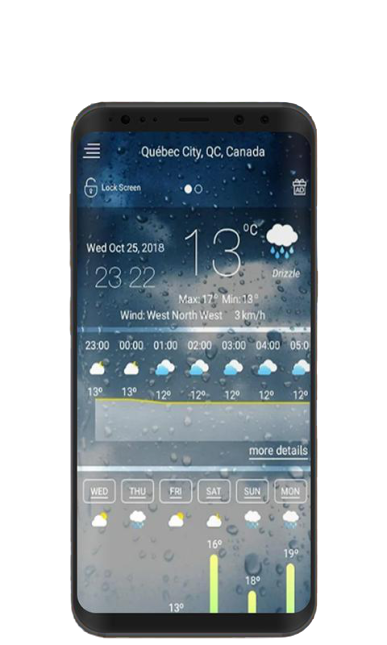 Québec City, QC, Canada
Lock Screen
AD
Wed Oct 25, 2018
23 22
13 °C
Drizzle
Max: 17° Min: 13°
Wind: West North West 3 km/h
23:00 00:00 01:00 02:00 03:00 04:00 05:0
13° 13° 12° 12° 12° 12° 12°
more details
WED THU FRI SAT SUN MON
16°
19°
18°
13°